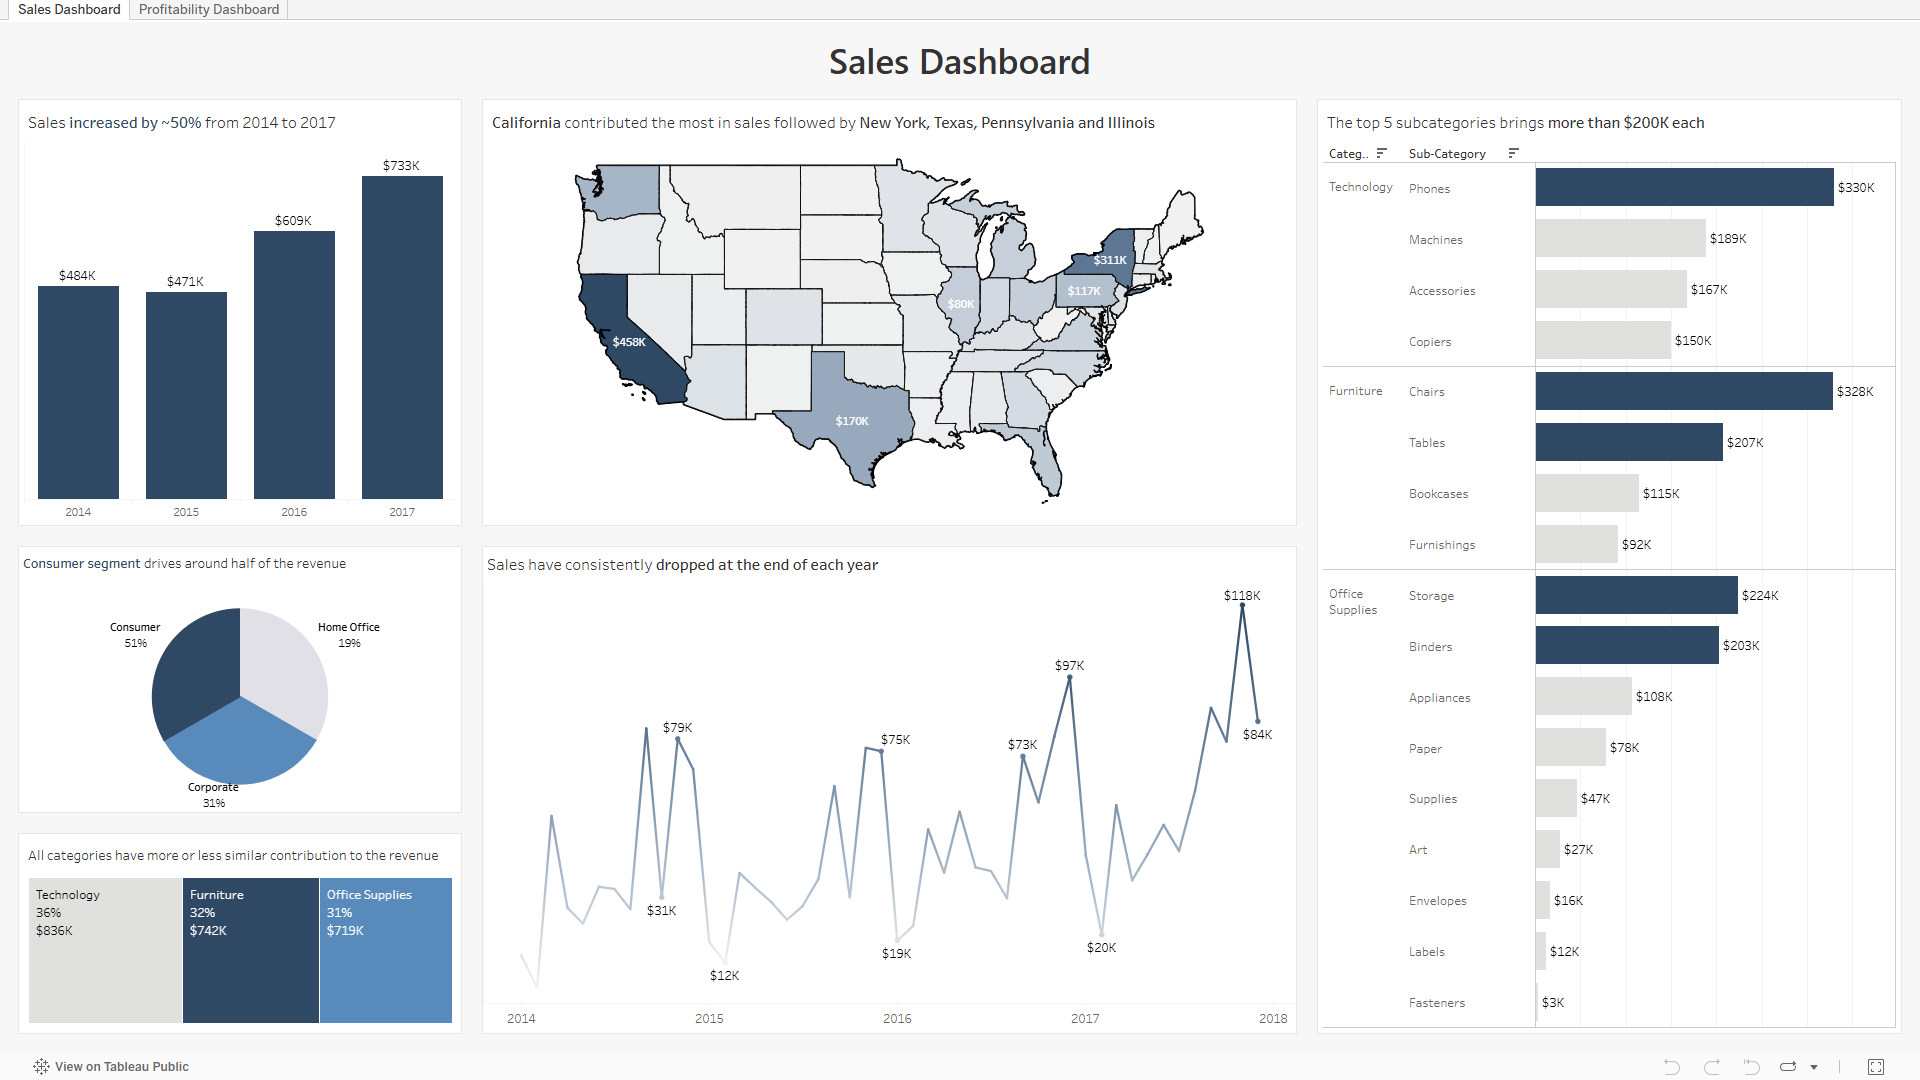 Sales Dashboard
Profitability Dashboard
Sales Dashboard
Sales increased by ~50% from 2014 to 2017
$484K
$471K
$609K
$733K
2014
2015
2016
2017
California contributed the most in sales followed by New York, Texas, Pennsylvania and Illinois
$311K
$117K
$80K
$458K
$170K
The top 5 subcategories brings more than $200K each
Categ..
Sub-Category
Technology
Phones
$330K
Machines
$189K
Accessories
$167K
Copiers
$150K
Furniture
Chairs
$328K
Tables
$207K
Bookcases
$115K
Furnishings
$92K
Office
Supplies
Storage
$224K
Binders
$203K
Appliances
$108K
Paper
$78K
Supplies
$47K
Art
$27K
Envelopes
$16K
Labels
$12K
Fasteners
$3K
Consumer segment drives around half of the revenue
Consumer
51%
Home Office
19%
Corporate
31%
All categories have more or less similar contribution to the revenue
Technology
36%
$836K
Furniture
32%
$742K
Office Supplies
31%
$719K
Sales have consistently dropped at the end of each year
$79K
$31K
$12K
$75K
$19K
$73K
$97K
$20K
$118K
$84K
2014
2015
2016
2017
2018
View on Tableau Public